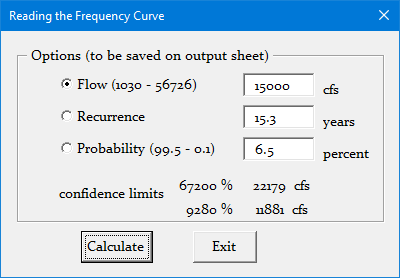 Reading the Frequency Curve
Options (to be saved on output sheet)
Flow (1030 - 56726) 15000 cfs
Recurrence 15.3 years
Probability (99.5 - 0.1) 6.5 percent
confidence limits
67200 % 22179 cfs
9280 % 11881 cfs
Calculate Exit